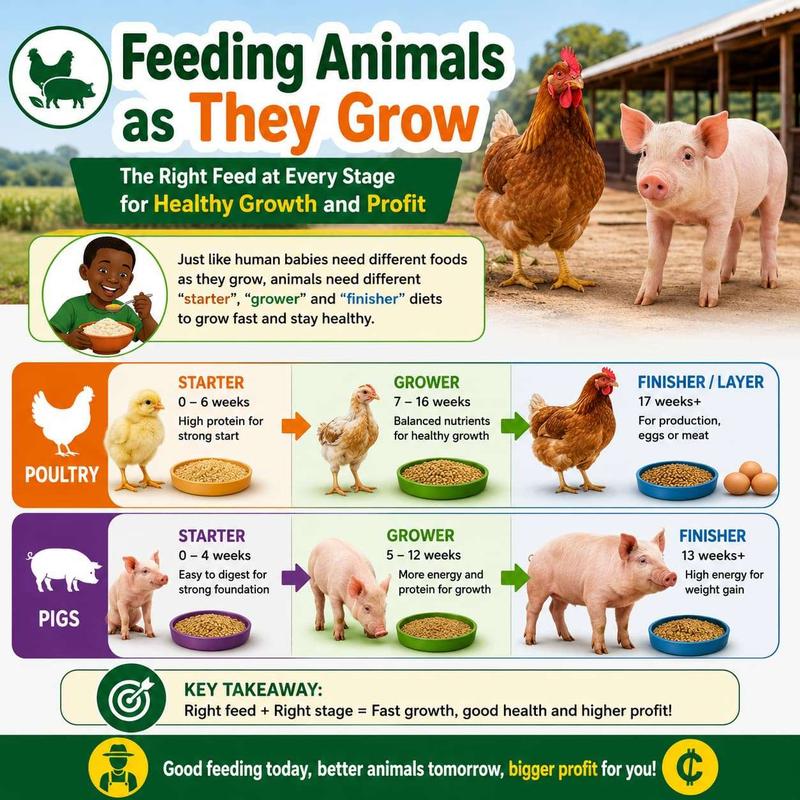 Feeding Animals
as They Grow
The Right Feed at Every Stage
for Healthy Growth and Profit
Just like human babies need different foods
as they grow, animals need different
“starter”, “grower” and “finisher” diets
to grow fast and stay healthy.
POULTRY
STARTER
0 – 6 weeks
High protein for
strong start
GROWER
7 – 16 weeks
Balanced nutrients
for healthy growth
FINISHER / LAYER
17 weeks+
For production,
eggs or meat
PIGS
STARTER
0 – 4 weeks
Easy to digest for
strong foundation
GROWER
5 – 12 weeks
More energy and
protein for growth
FINISHER
13 weeks+
High energy for
weight gain
KEY TAKEAWAY:
Right feed + Right stage = Fast growth, good health and higher profit!
Good feeding today, better animals tomorrow, bigger profit for you!
₵